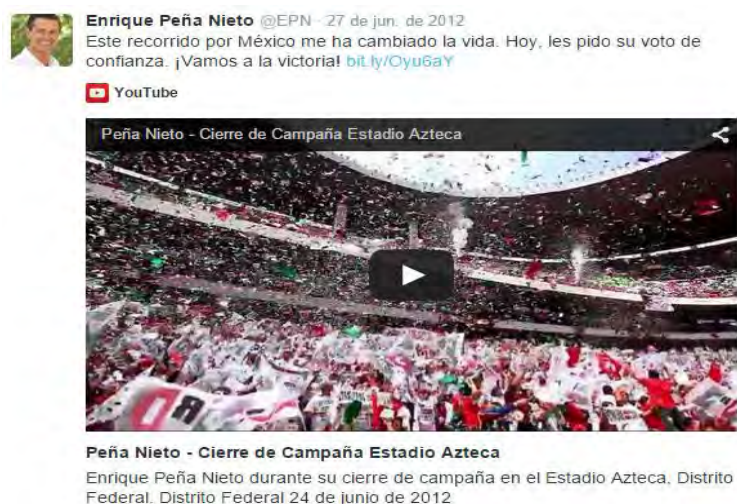 Enrique Peña Nieto @EPN · 27 de jun. de 2012
Este recorrido por México me ha cambiado la vida. Hoy, les pido su voto de
confianza. ¡Vamos a la victoria! bit.ly/Oyu6aY
YouTube
Peña Nieto - Cierre de Campaña Estadio Azteca
Peña Nieto - Cierre de Campaña Estadio Azteca
Enrique Peña Nieto durante su cierre de campaña en el Estadio Azteca, Distrito
Federal. Distrito Federal 24 de junio de 2012